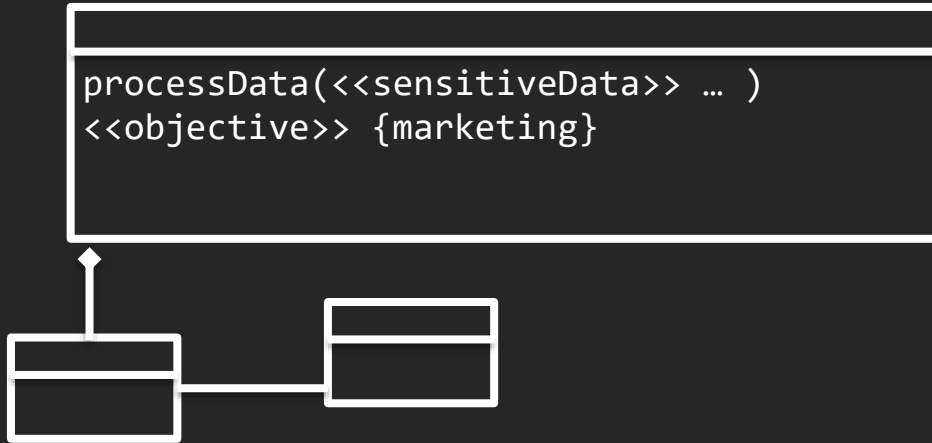 processData(<<sensitiveData>> … )
<<objective>> {marketing}